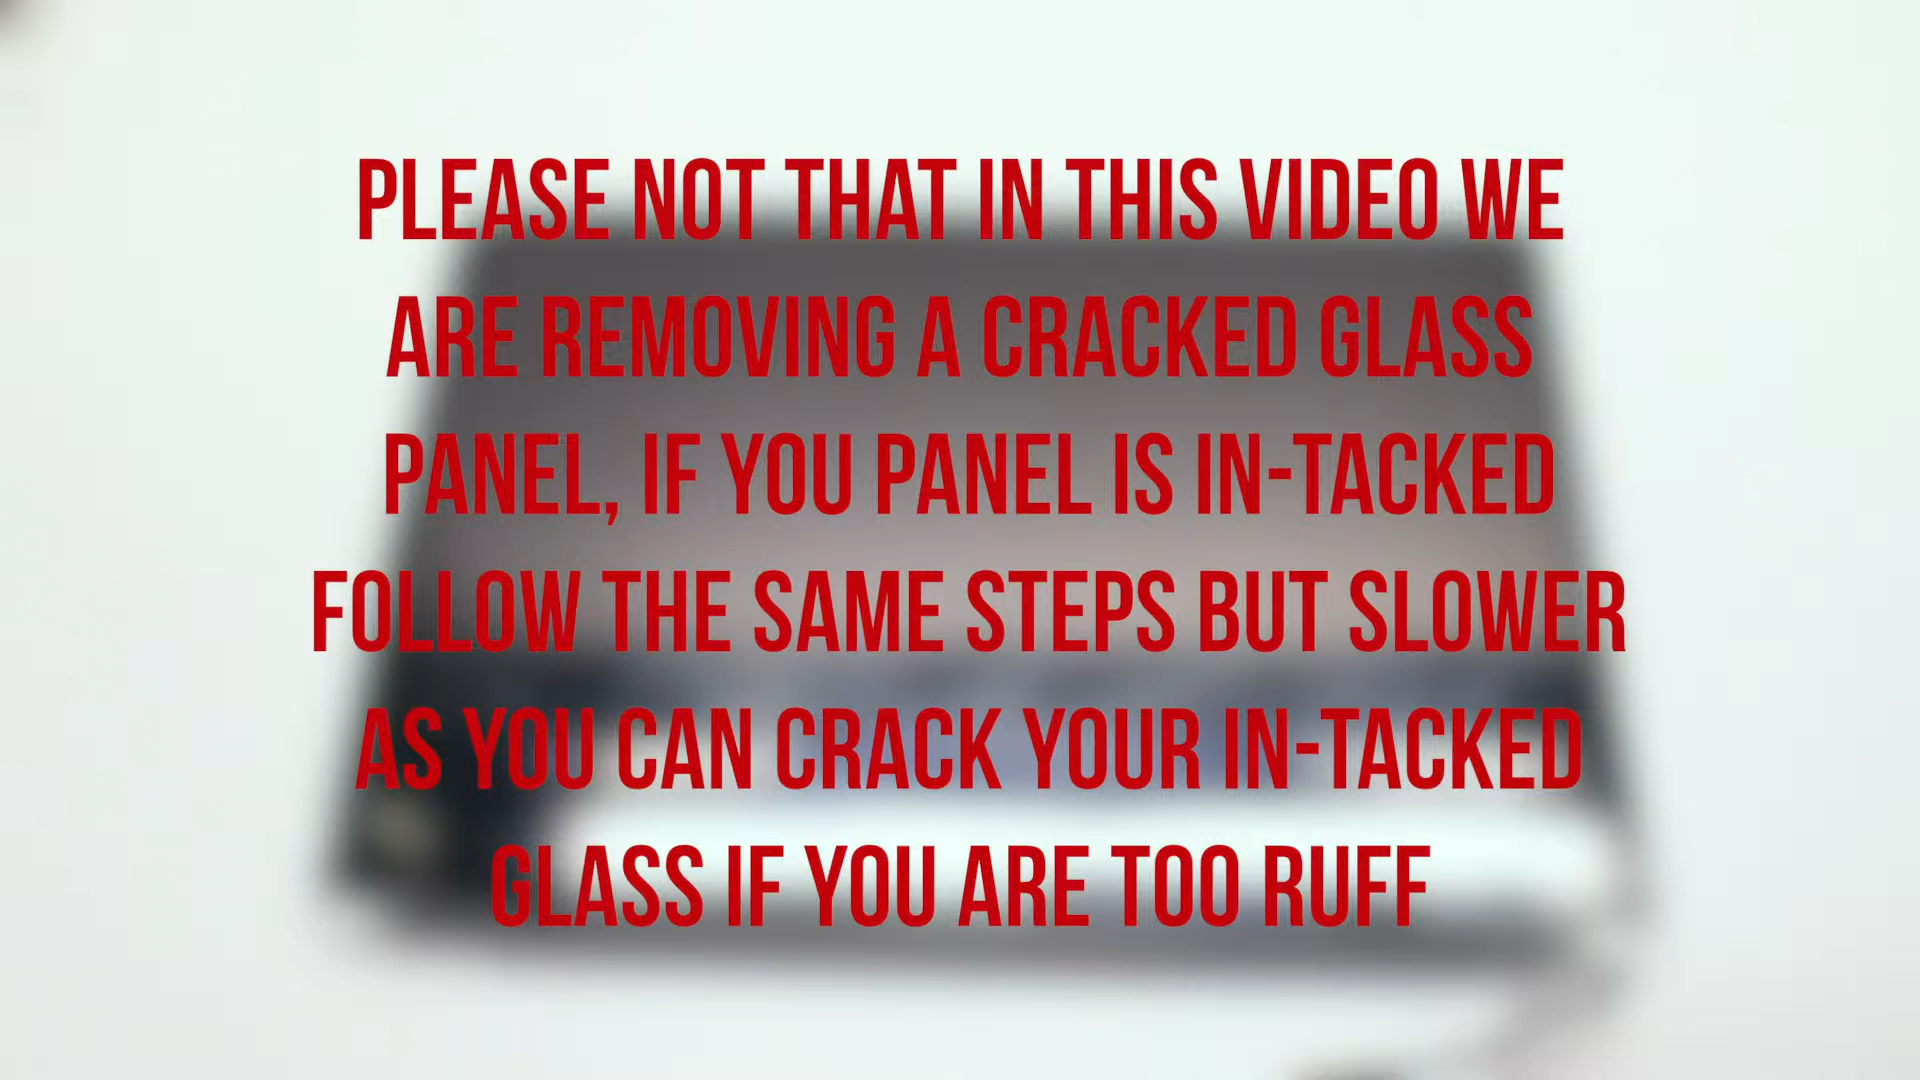 PLEASE NOT THAT IN THIS VIDEO WE
ARE REMOVING A CRACKED GLASS
PANEL, IF YOU PANEL IS IN-TACKED
FOLLOW THE SAME STEPS BUT SLOWER
AS YOU CAN CRACK YOUR IN-TACKED
GLASS IF YOU ARE TOO RUFF